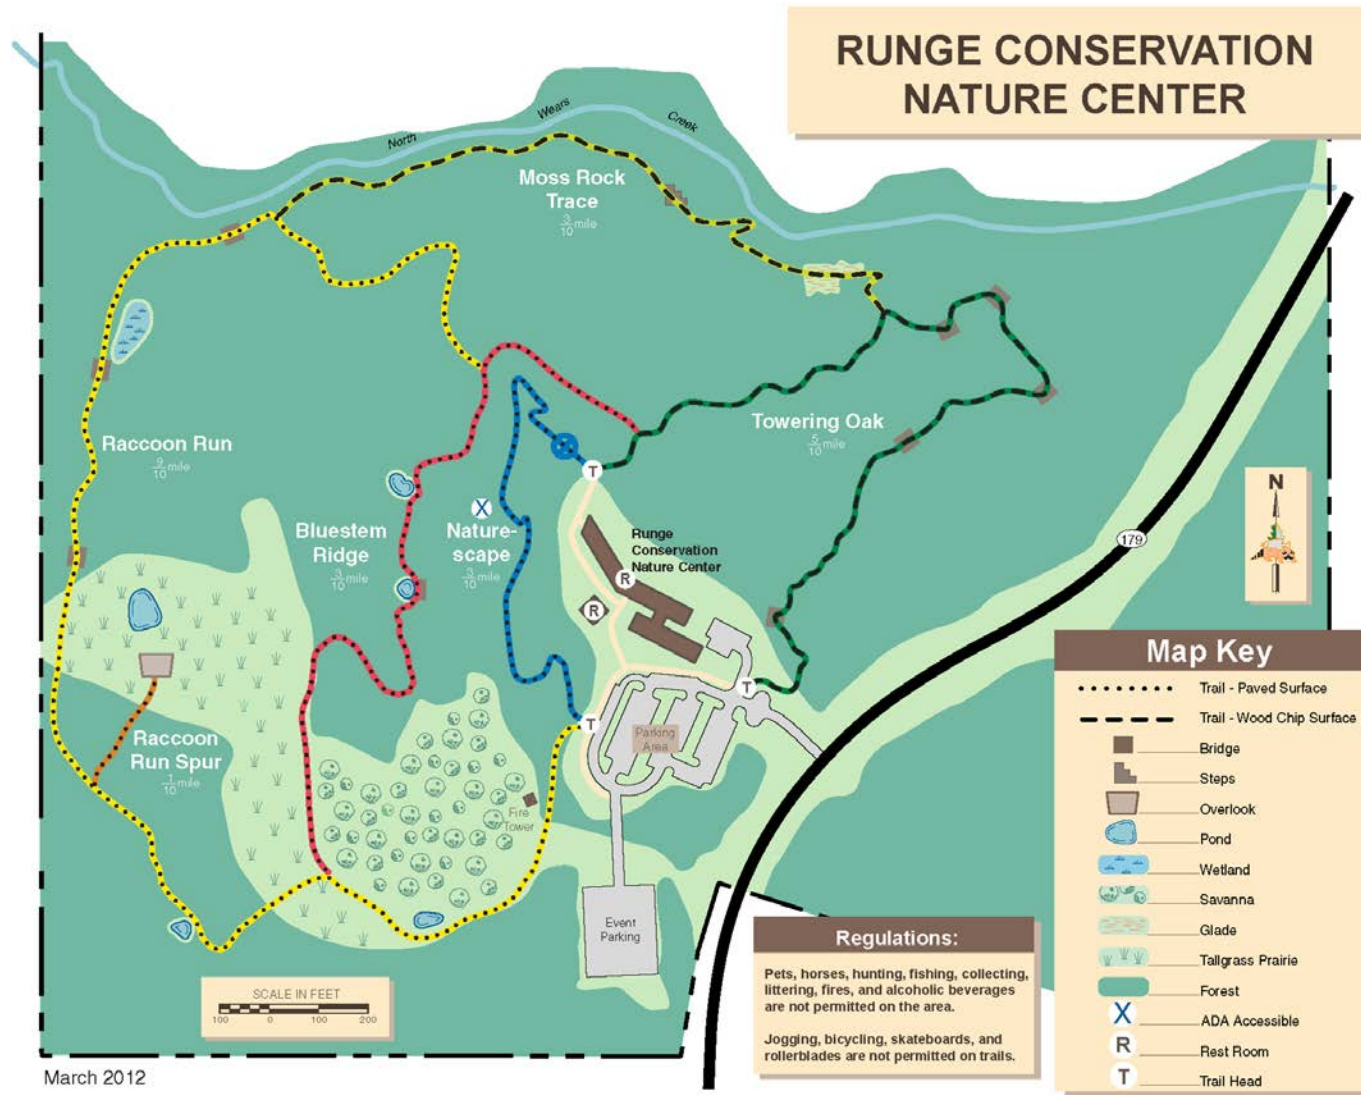 RUNGE CONSERVATION
NATURE CENTER
North Wears Creek
Moss Rock
Trace
3/10 mile
Raccoon Run
9/10 mile
Towering Oak
5/10 mile
Bluestem
Ridge
3/10 mile
X
Nature-
scape
3/10 mile
T
Runge
Conservation
Nature Center
R
R
179
N
T
T
Parking
Area
Raccoon
Run Spur
1/10 mile
Fire
Tower
Event
Parking
SCALE IN FEET
100 0 100 200
March 2012
Regulations:
Pets, horses, hunting, fishing, collecting,
littering, fires, and alcoholic beverages
are not permitted on the area.
Jogging, bicycling, skateboards, and
rollerblades are not permitted on trails.
Map Key
Trail - Paved Surface
Trail - Wood Chip Surface
Bridge
Steps
Overlook
Pond
Wetland
Savanna
Glade
Tallgrass Prairie
Forest
X ADA Accessible
R Rest Room
T Trail Head